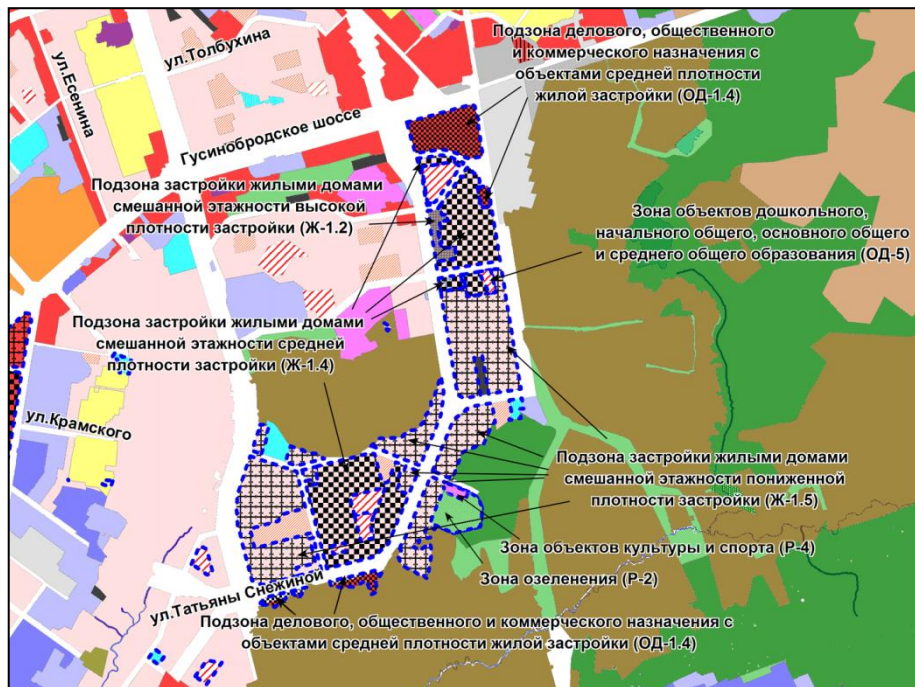 Подзона делового, общественного
и коммерческого назначения с
объектами средней плотности
жилой застройки (ОД-1.4)
ул.Толбухина
ул.Есенина
Гусинобродское шоссе
Подзона застройки жилыми домами
смешанной этажности высокой
плотности застройки (Ж-1.2)
Зона объектов дошкольного,
начального общего, основного общего
и среднего общего образования (ОД-5)
Подзона застройки жилыми домами
смешанной этажности средней
плотности застройки (Ж-1.4)
ул.Крамского
Подзона застройки жилыми домами
смешанной этажности пониженной
плотности застройки (Ж-1.5)
Зона объектов культуры и спорта (Р-4)
Зона озеленения (Р-2)
ул.Татьяны Снежиной
Подзона делового, общественного и коммерческого назначения с
объектами средней плотности жилой застройки (ОД-1.4)